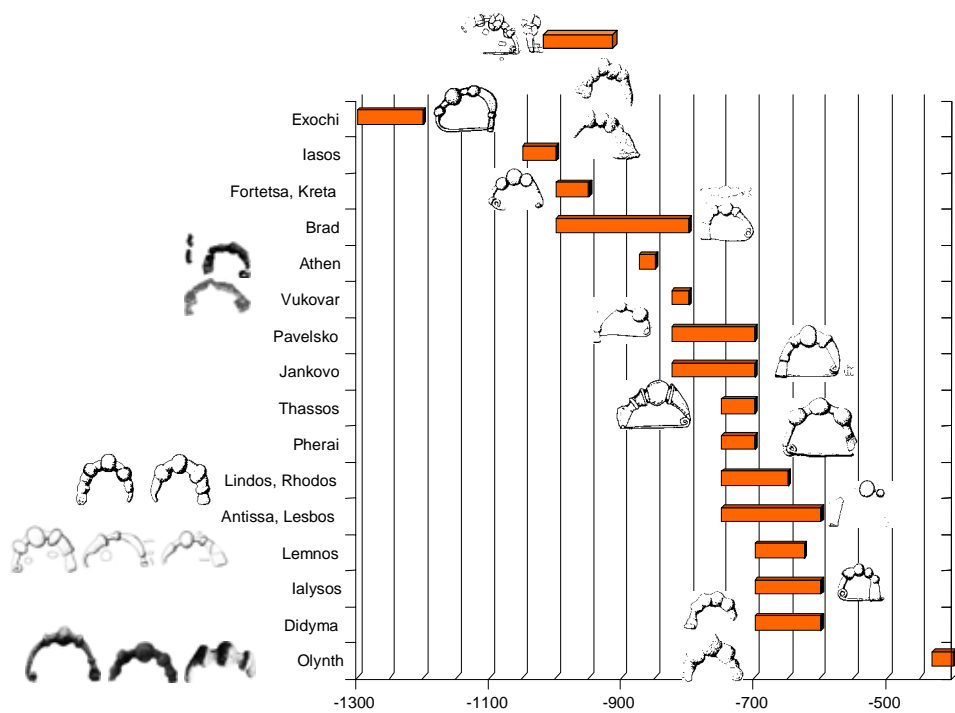 Exochi
Iasos
Fortetsa, Kreta
Brad
Athen
Vukovar
Pavelsko
Jankovo
Thassos
Pherai
Lindos, Rhodos
Antissa, Lesbos
Lemnos
Ialysos
Didyma
Olynth
-1300 -1100 -900 -700 -500